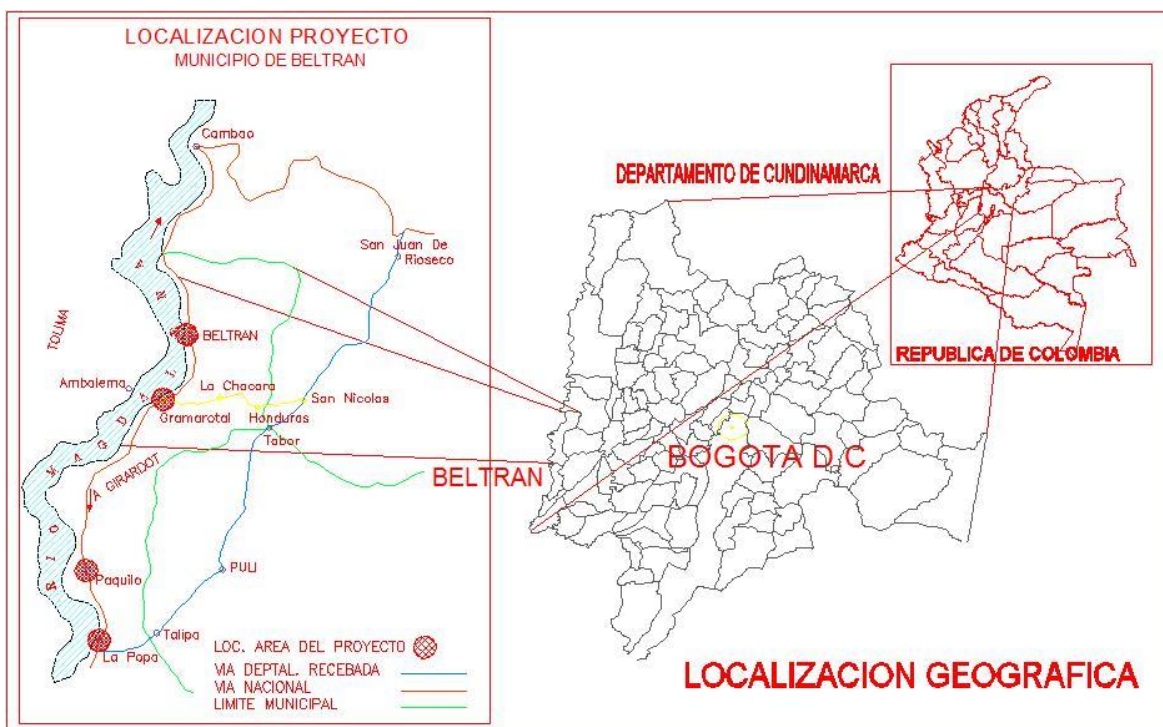 LOCALIZACION PROYECTO
MUNICIPIO DE BELTRAN
Cambao
San Juan De
Rioseco
TOLIMA
BELTRAN
Ambalema
La Chacara
San Nicolas
Gramarotal
Honduras
Tabor
A GIRARDOT
RIO MAGDALENA
PULI
Paquilo
Talipa
La Popa
LOC. AREA DEL PROYECTO
VIA DEPTAL. RECEBADA
VIA NACIONAL
LIMITE MUNICIPAL
DEPARTAMENTO DE CUNDINAMARCA
REPUBLICA DE COLOMBIA
BOGOTA D.C
BELTRAN
LOCALIZACION GEOGRAFICA